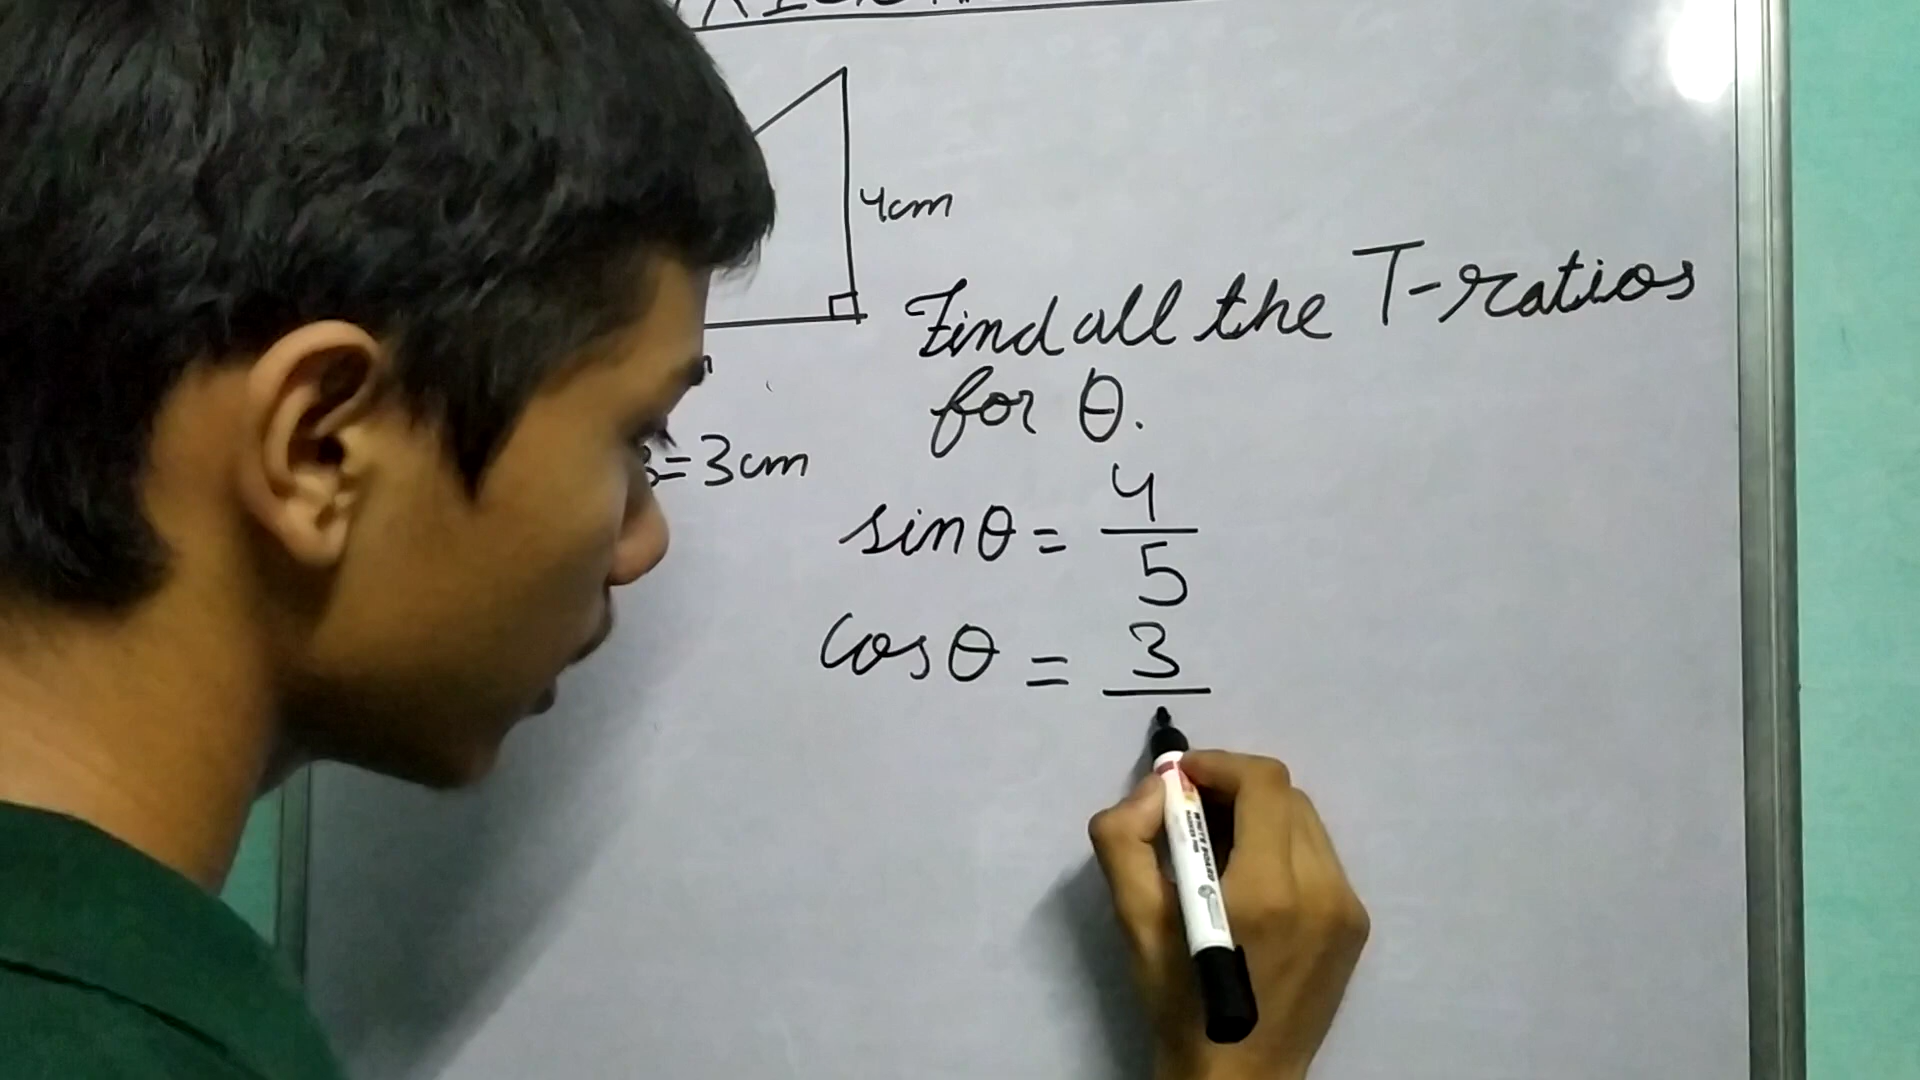 4cm
Find all the T-ratios
for θ.
=3cm
sinθ = 4/5
cosθ = 3